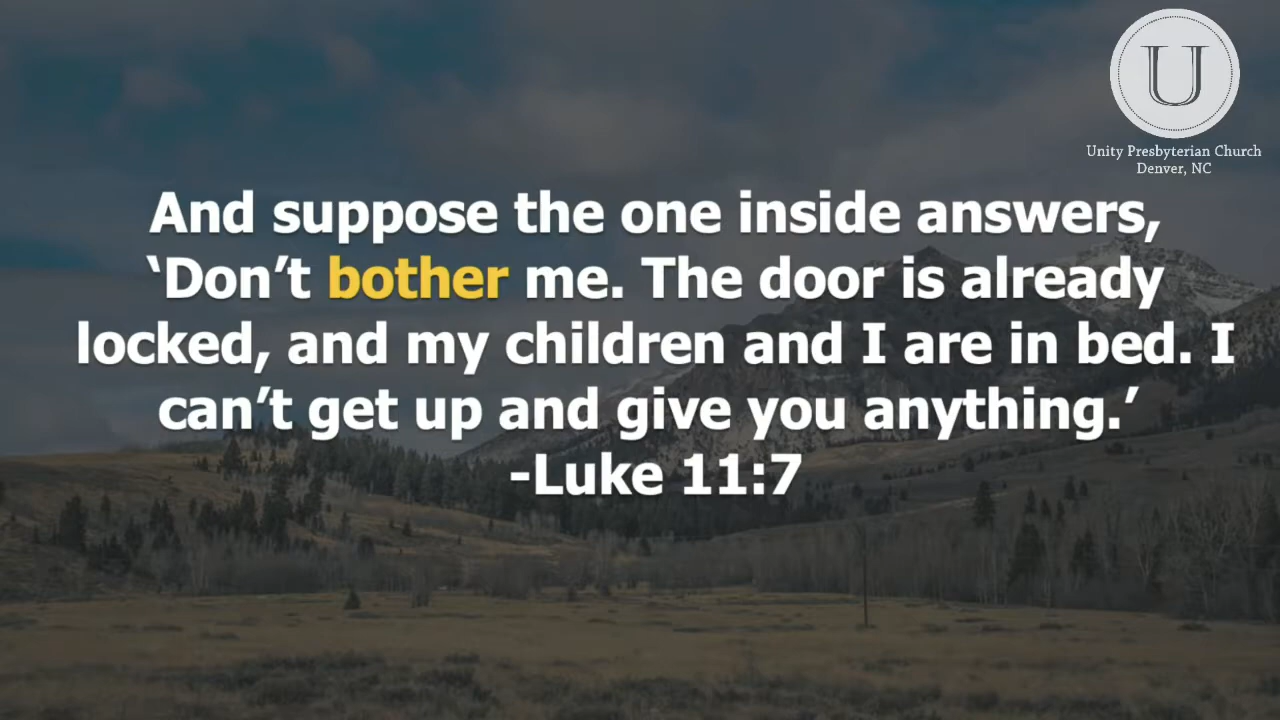 U
Unity Presbyterian Church
Denver, NC
And suppose the one inside answers,
‘Don’t bother me. The door is already
locked, and my children and I are in bed. I
can’t get up and give you anything.’
-Luke 11:7